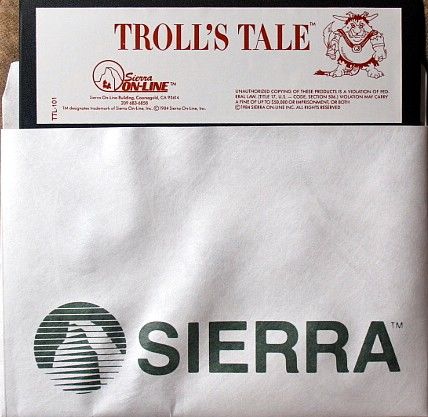 TROLL'S TALE™
Sierra
ON-LINE™
Sierra On-Line Building, Coarsegold, CA 93614
209-683-6858
TM designates trademark of Sierra On-Line, Inc. © 1984 Sierra On-Line, Inc.
TTL-101
UNAUTHORIZED COPYING OF THESE PRODUCTS IS A VIOLATION OF FED-
ERAL LAW. (TITLE 17, U.S. — CODE, SECTION 506.) VIOLATION MAY CARRY
A FINE OF UP TO $50,000 OR IMPRISONMENT, OR BOTH.
© 1984 SIERRA ON-LINE INC. ALL RIGHTS RESERVED
SIERRA™